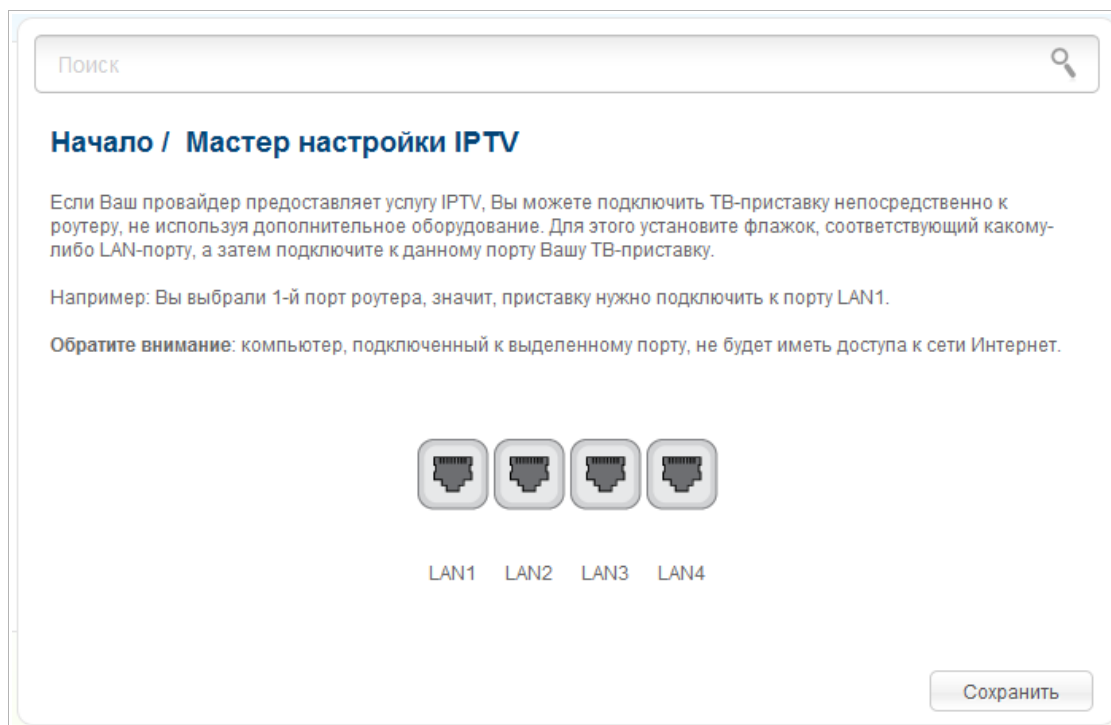 Поиск
Начало / Мастер настройки IPTV
Если Ваш провайдер предоставляет услугу IPTV, Вы можете подключить ТВ-приставку непосредственно к
роутеру, не используя дополнительное оборудование. Для этого установите флажок, соответствующий какому-
либо LAN-порту, а затем подключите к данному порту Вашу ТВ-приставку.
Например: Вы выбрали 1-й порт роутера, значит, приставку нужно подключить к порту LAN1.
Обратите внимание: компьютер, подключенный к выделенному порту, не будет иметь доступа к сети Интернет.
LAN1 LAN2 LAN3 LAN4
Сохранить